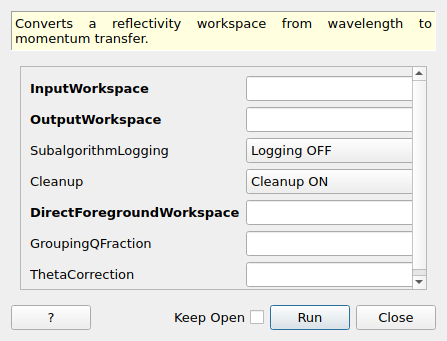 Converts a reflectivity workspace from wavelength to
momentum transfer.
InputWorkspace
OutputWorkspace
SubalgorithmLogging Logging OFF
Cleanup Cleanup ON
DirectForegroundWorkspace
GroupingQFraction
ThetaCorrection
? Keep Open Run Close